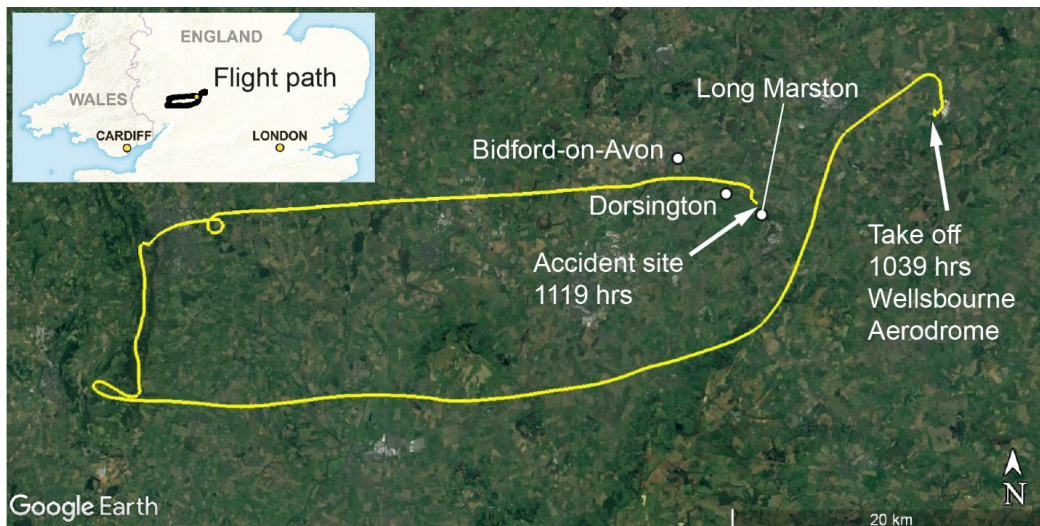 ENGLAND
Flight path
WALES
CARDIFF
LONDON
Long Marston
Bidford-on-Avon
Dorsington
Accident site
1119 hrs
Take off
1039 hrs
Wellsbourne
Aerodrome
Google Earth
N
20 km